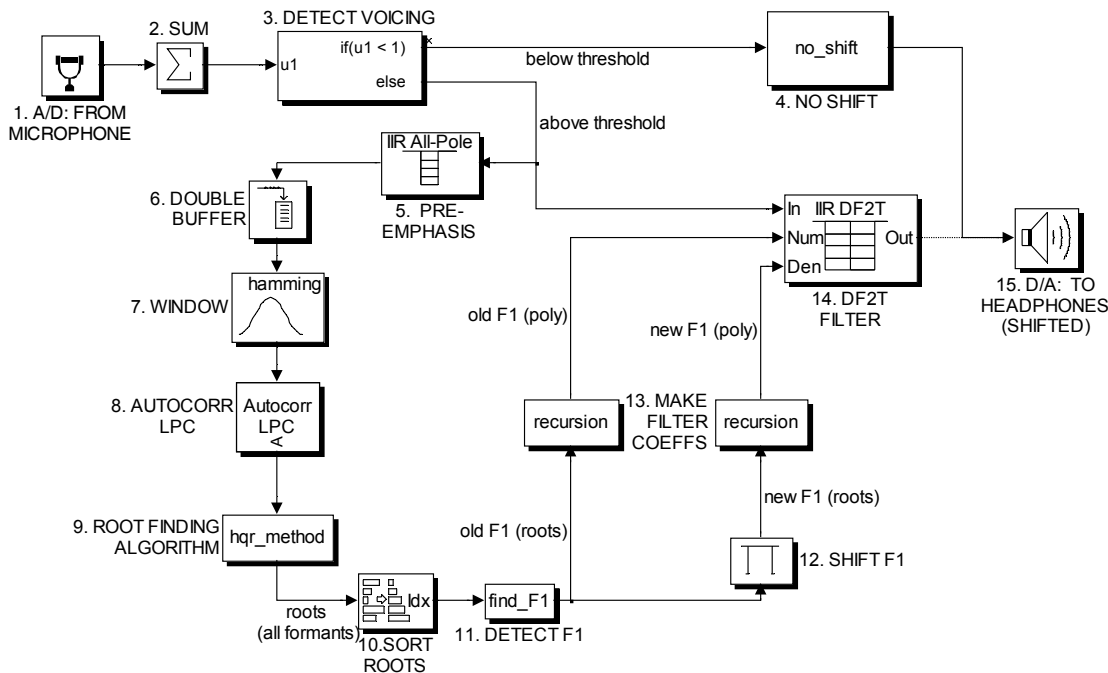 1. A/D: FROM
MICROPHONE
2. SUM
Σ
3. DETECT VOICING
u1
if(u1 < 1)
else
x
below threshold
above threshold
no_shift
4. NO SHIFT
IIR All-Pole
5. PRE-
EMPHASIS
6. DOUBLE
BUFFER
hamming
7. WINDOW
8. AUTOCORR
LPC
Autocorr
LPC
A
9. ROOT FINDING
ALGORITHM
hqr_method
roots
(all formants)
Idx
10.SORT
ROOTS
find_F1
11. DETECT F1
old F1 (roots)
12. SHIFT F1
new F1 (roots)
recursion
13. MAKE
FILTER
COEFFS
recursion
old F1 (poly)
new F1 (poly)
In
Num
Den
IIR DF2T
Out
14. DF2T
FILTER
15. D/A: TO
HEADPHONES
(SHIFTED)